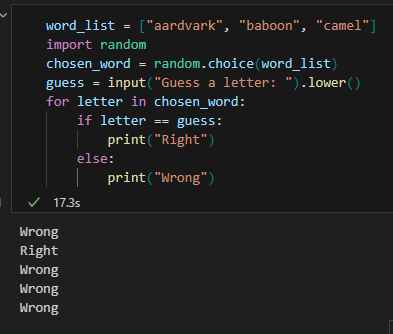 word_list = ["aardvark", "baboon", "camel"]
import random
chosen_word = random.choice(word_list)
guess = input("Guess a letter: ").lower()
for letter in chosen_word:
    if letter == guess:
        print("Right")
    else:
        print("Wrong")
✓ 17.3s
Wrong
Right
Wrong
Wrong
Wrong